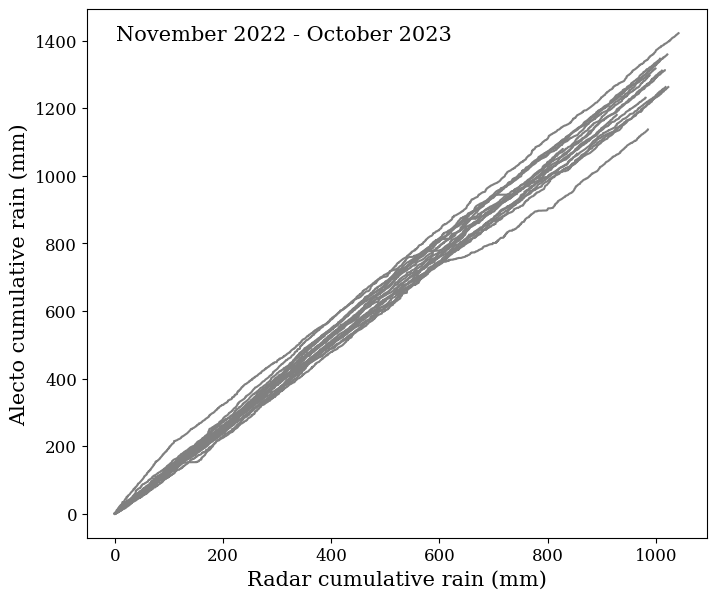 November 2022 - October 2023
1400
1200
1000
800
600
400
200
0
Alecto cumulative rain (mm)
0 200 400 600 800 1000
Radar cumulative rain (mm)